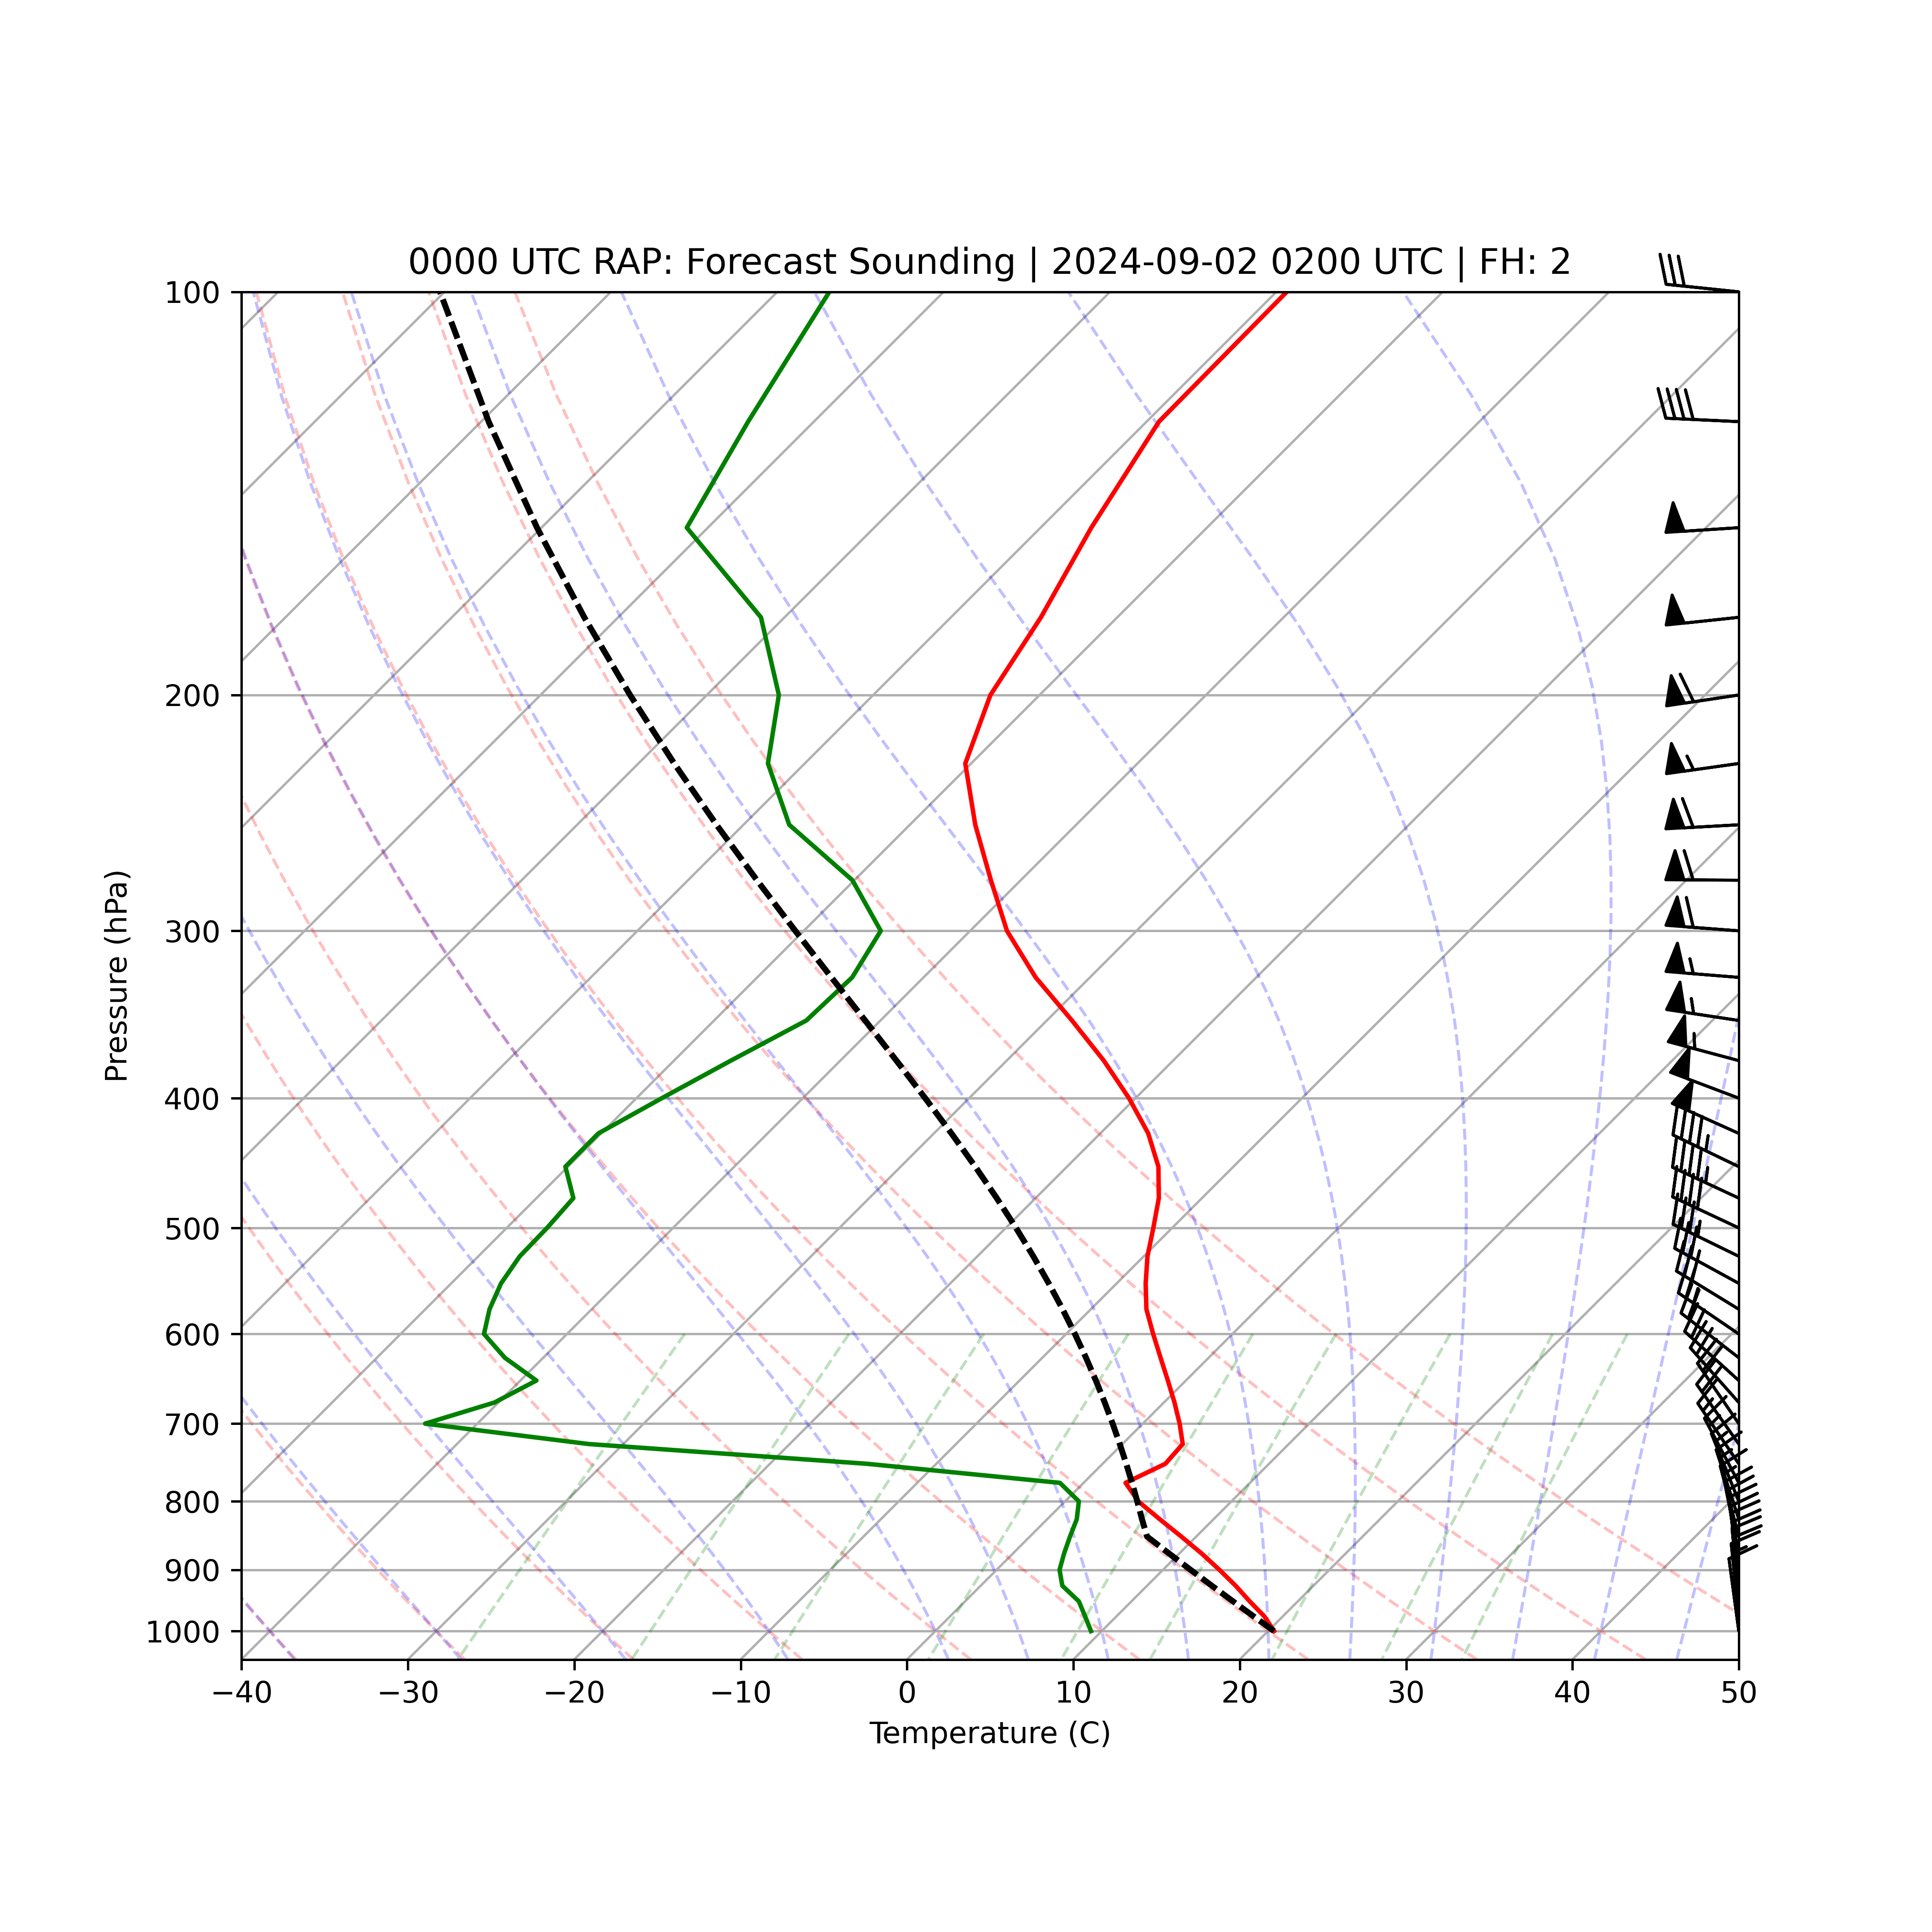 0000 UTC RAP: Forecast Sounding | 2024-09-02 0200 UTC | FH: 2
100
200
300
400
500
600
700
800
900
1000
Pressure (hPa)
−40 −30 −20 −10 0 10 20 30 40 50
Temperature (C)